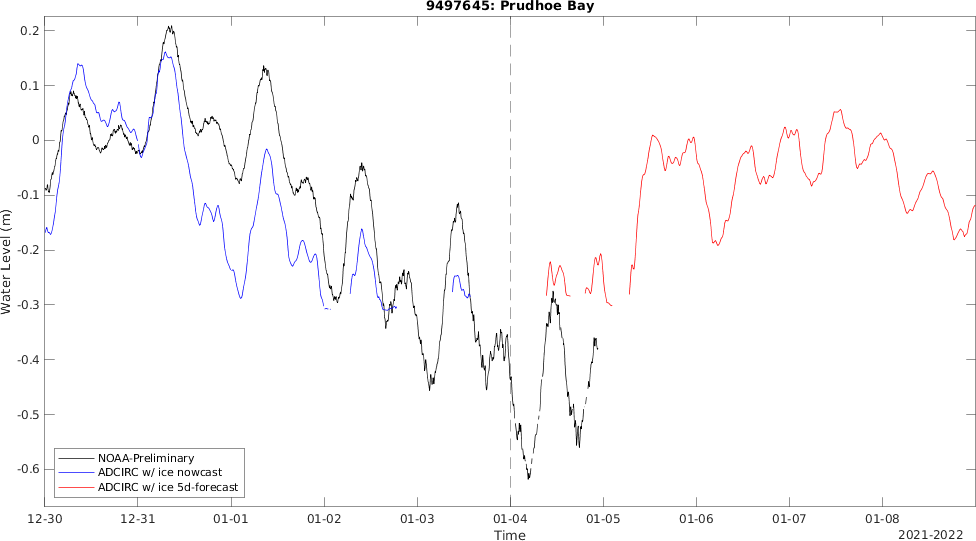 9497645: Prudhoe Bay
0.2
0.1
0
-0.1
-0.2
-0.3
-0.4
-0.5
-0.6
Water Level (m)
NOAA-Preliminary
ADCIRC w/ ice nowcast
ADCIRC w/ ice 5d-forecast
12-30 12-31 01-01 01-02 01-03 01-04 01-05 01-06 01-07 01-08
Time
2021-2022